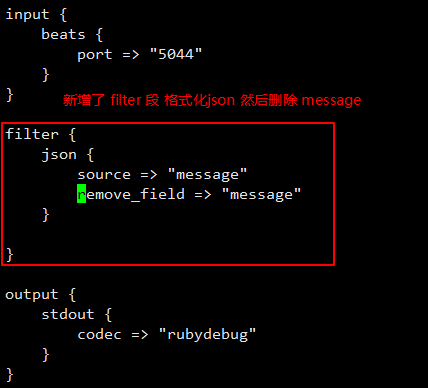 input {
    beats {
        port => "5044"
    }
}
新增了 filter 段 格式化json 然后删除 message
filter {
    json {
        source => "message"
        remove_field => "message"
    }
}
output {
    stdout {
        codec => "rubydebug"
    }
}